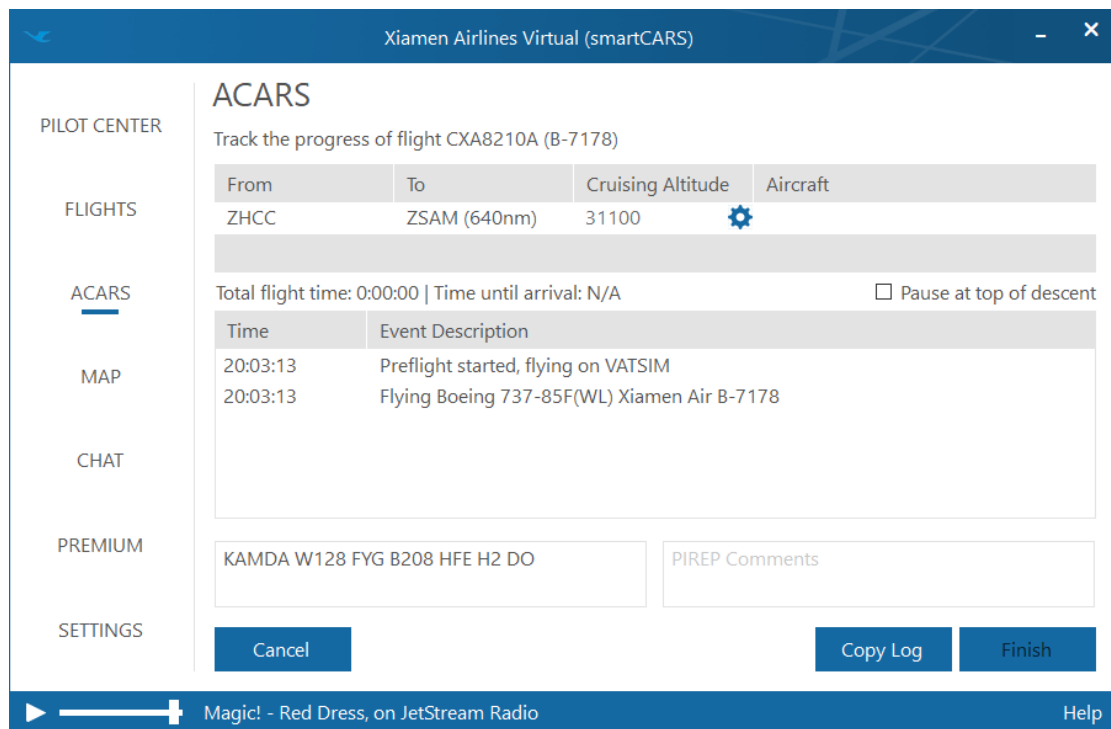 Xiamen Airlines Virtual (smartCARS)
PILOT CENTER
FLIGHTS
ACARS
MAP
CHAT
PREMIUM
SETTINGS
ACARS
Track the progress of flight CXA8210A (B-7178)
From To Cruising Altitude Aircraft
ZHCC ZSAM (640nm) 31100
Total flight time: 0:00:00 | Time until arrival: N/A Pause at top of descent
Time Event Description
20:03:13 Preflight started, flying on VATSIM
20:03:13 Flying Boeing 737-85F(WL) Xiamen Air B-7178
KAMDA W128 FYG B208 HFE H2 DO PIREP Comments
Cancel Copy Log Finish
Magic! - Red Dress, on JetStream Radio Help